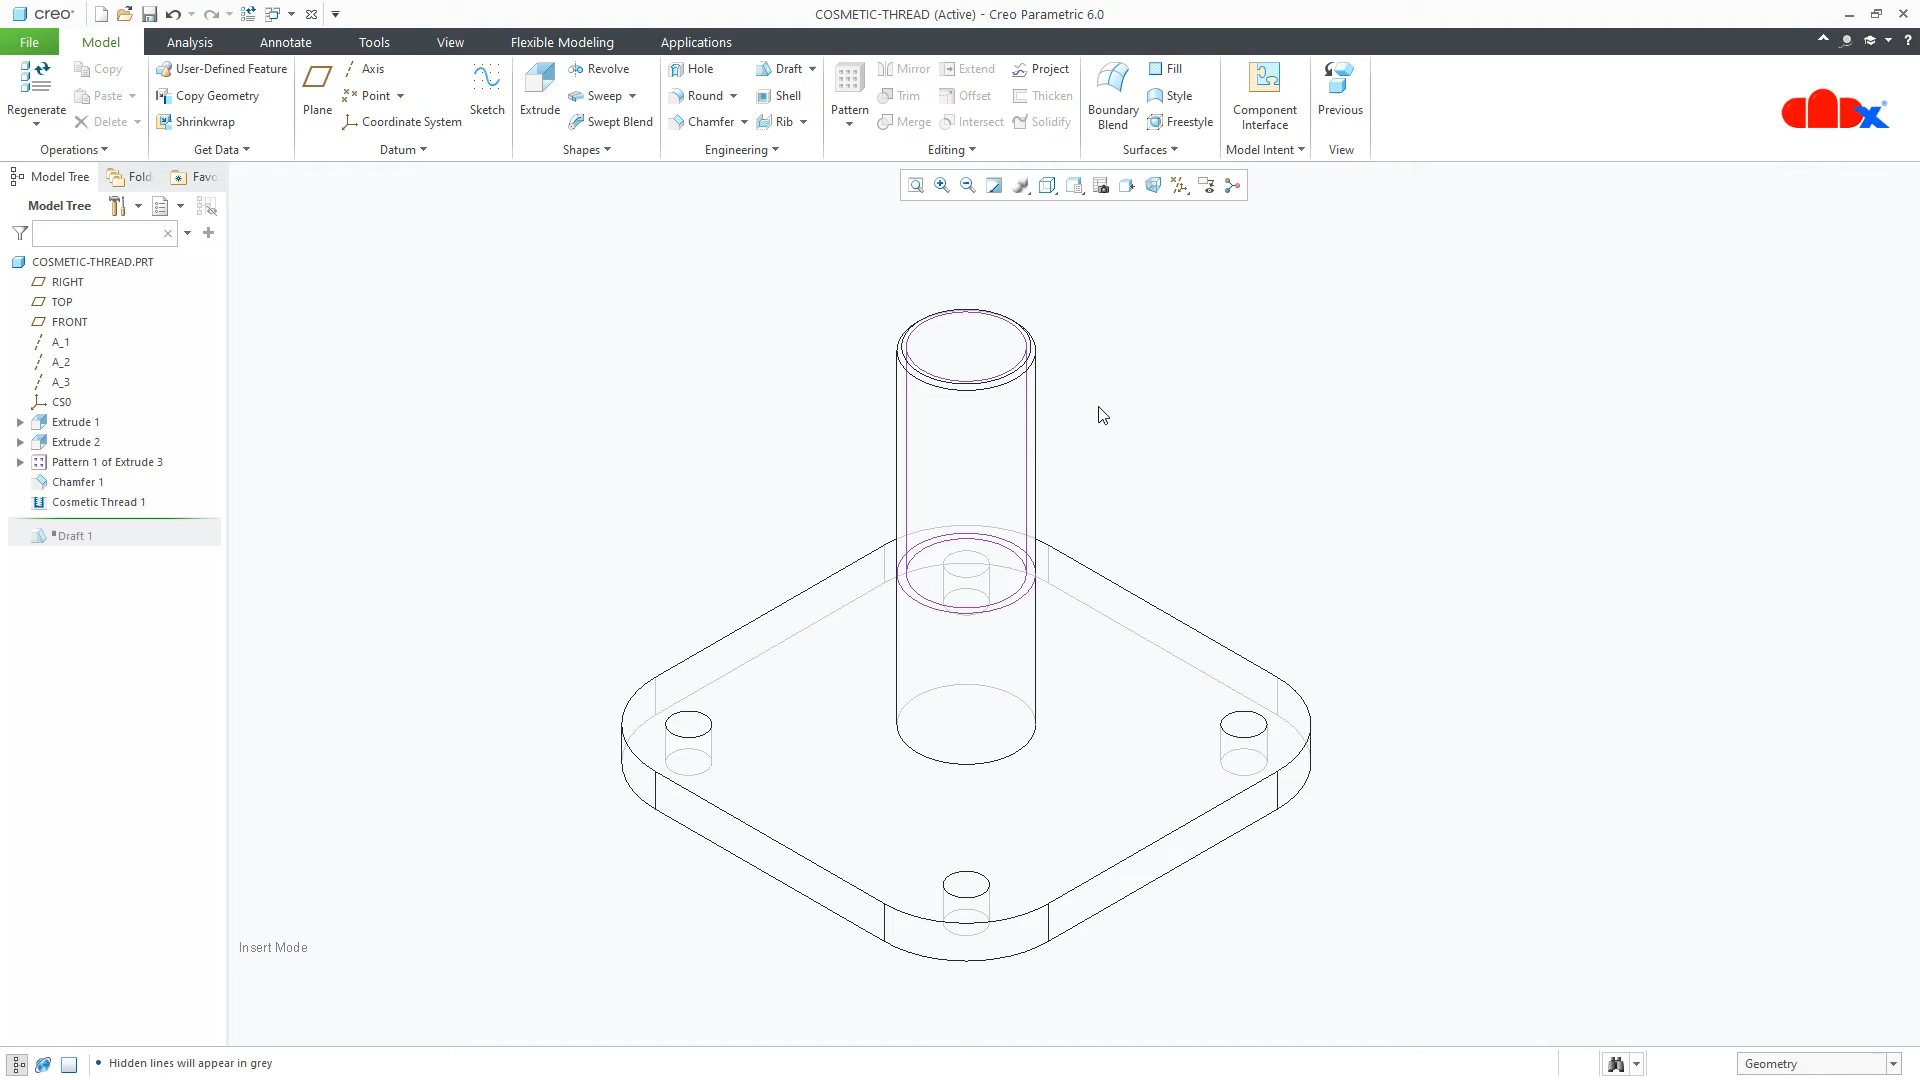 creo
COSMETIC-THREAD (Active) - Creo Parametric 6.0
File Model Analysis Annotate Tools View Flexible Modeling Applications
Regenerate
Copy
Paste
Delete
Operations
User-Defined Feature
Copy Geometry
Shrinkwrap
Get Data
Plane
Axis
Point
Coordinate System
Sketch
Datum
Extrude
Revolve
Sweep
Swept Blend
Shapes
Hole
Draft
Round
Shell
Chamfer
Rib
Engineering
Pattern
Mirror
Extend
Project
Trim
Offset
Thicken
Merge
Intersect
Solidify
Editing
Boundary
Blend
Fill
Style
Freestyle
Surfaces
Component
Interface
Model Intent
Previous
View
Model Tree
Fold
Favo
Model Tree
COSMETIC-THREAD.PRT
RIGHT
TOP
FRONT
A_1
A_2
A_3
CS0
Extrude 1
Extrude 2
Pattern 1 of Extrude 3
Chamfer 1
Cosmetic Thread 1
Draft 1
Insert Mode
Hidden lines will appear in grey
Geometry